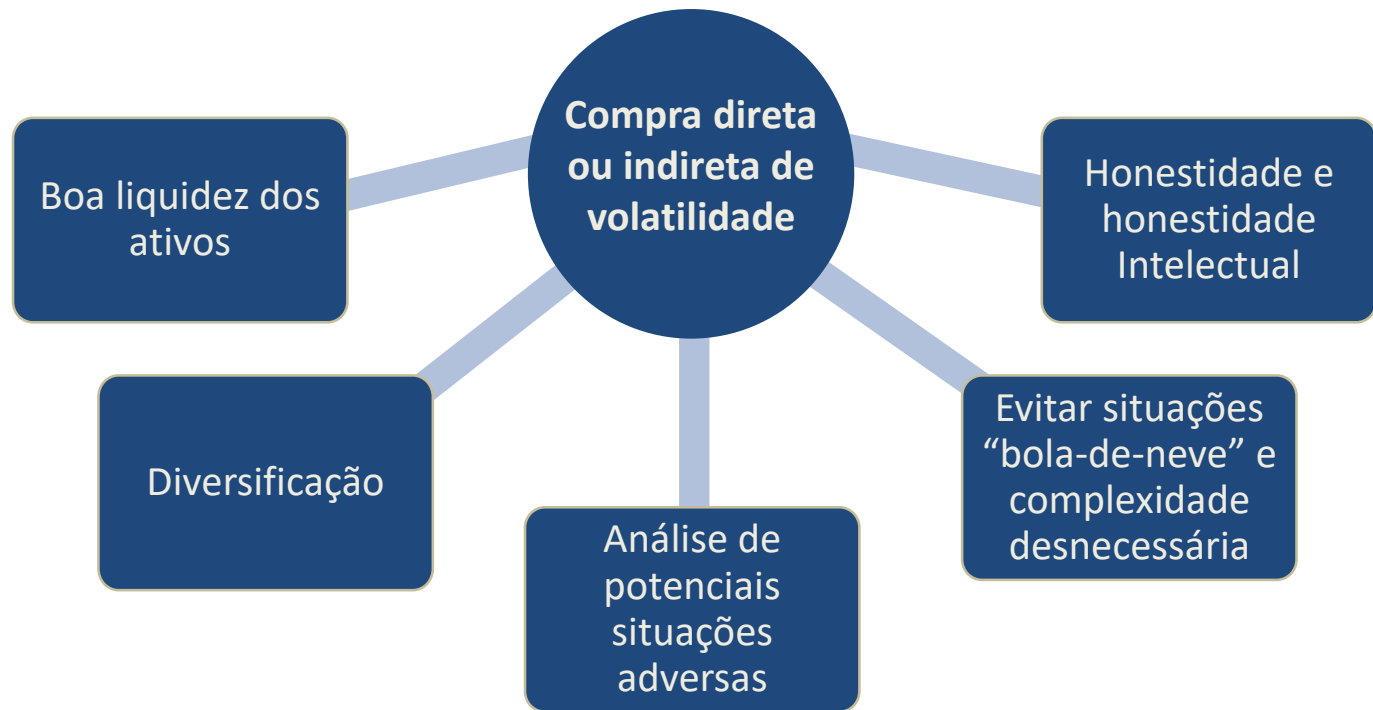 Compra direta
ou indireta de
volatilidade
Boa liquidez dos
ativos
Honestidade e
honestidade
Intelectual
Diversificação
Evitar situações
“bola-de-neve” e
complexidade
desnecessária
Análise de
potenciais
situações
adversas